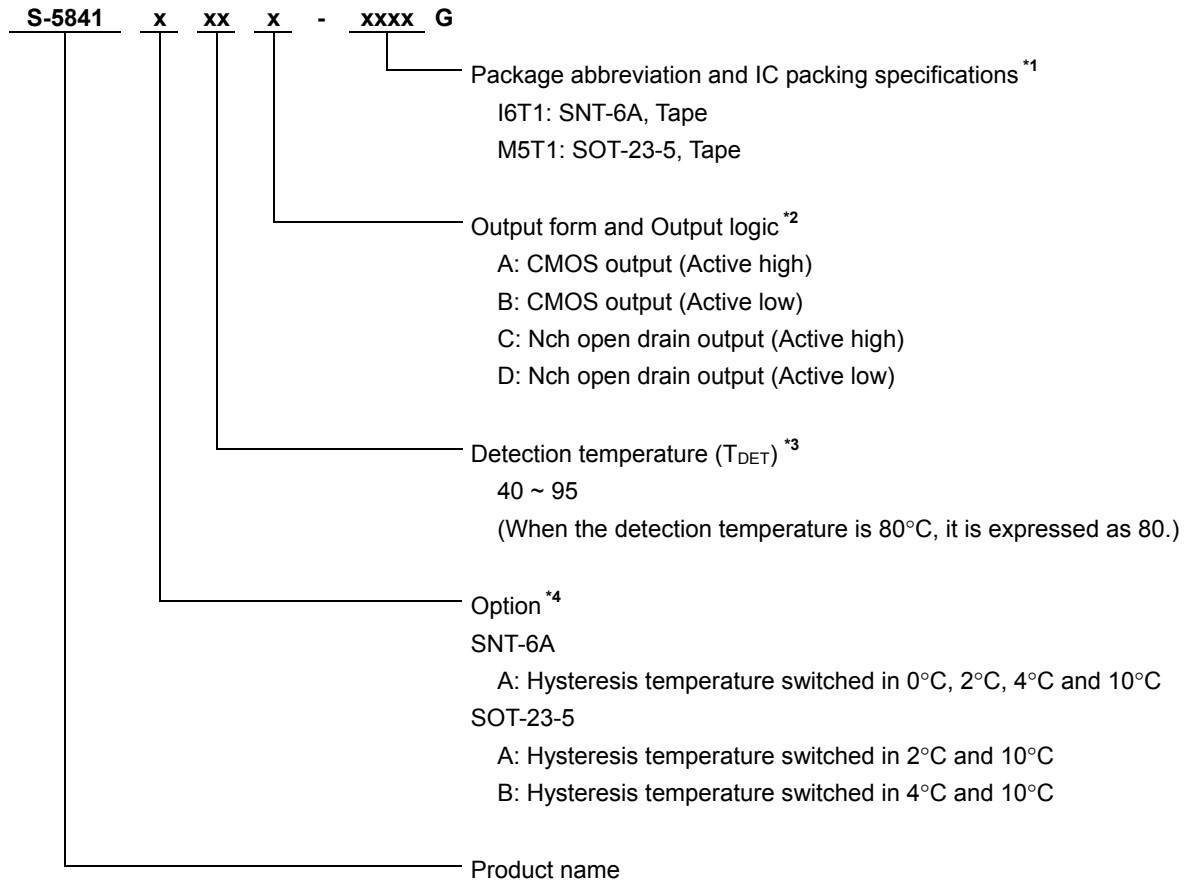 S-5841 x xx x - xxxx G
Package abbreviation and IC packing specifications *1
I6T1: SNT-6A, Tape
M5T1: SOT-23-5, Tape
Output form and Output logic *2
A: CMOS output (Active high)
B: CMOS output (Active low)
C: Nch open drain output (Active high)
D: Nch open drain output (Active low)
Detection temperature (TDET) *3
40 ~ 95
(When the detection temperature is 80°C, it is expressed as 80.)
Option *4
SNT-6A
A: Hysteresis temperature switched in 0°C, 2°C, 4°C and 10°C
SOT-23-5
A: Hysteresis temperature switched in 2°C and 10°C
B: Hysteresis temperature switched in 4°C and 10°C
Product name